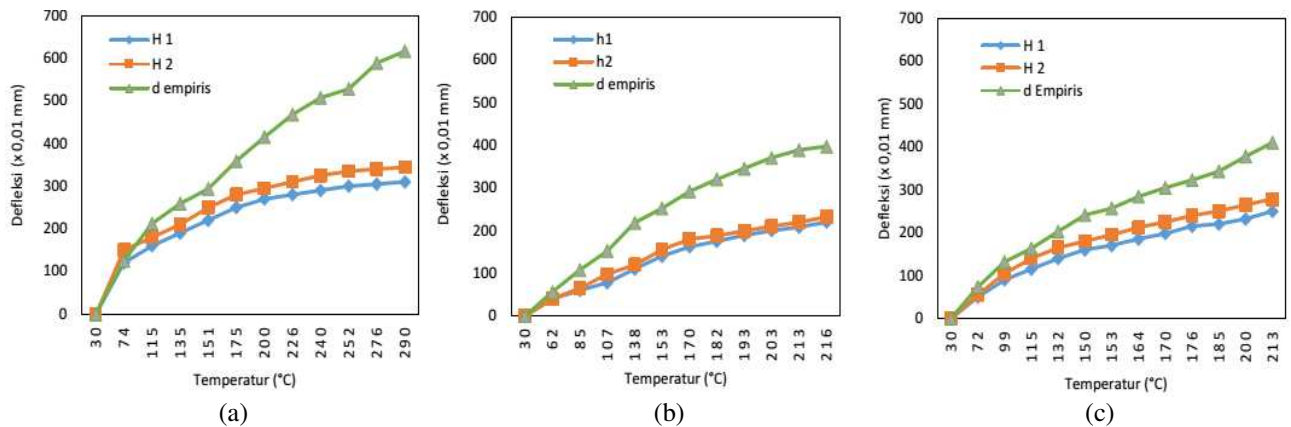 700
600
500
400
300
200
100
0
Defleksi (x 0,01 mm)
H 1
H 2
d empiris
30 74 115 135 151 175 200 226 240 252 276 290
Temperatur (°C)
(a)
700
600
500
400
300
200
100
0
Defleksi (x 0,01 mm)
h1
h2
d empiris
30 62 85 107 138 153 170 182 193 203 213 216
Temperatur (°C)
(b)
700
600
500
400
300
200
100
0
Defleksi (x 0,01 mm)
H 1
H 2
d Empiris
30 72 99 115 132 150 153 164 170 176 185 200 213
Temperatur (°C)
(c)